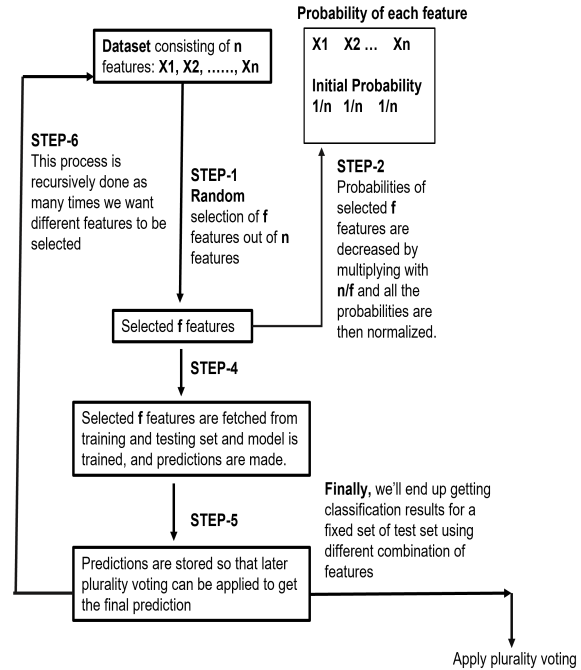 Probability of each feature
Dataset consisting of n
features: X1, X2, ……, Xn
X1 X2 ... Xn
Initial Probability
1/n 1/n 1/n
STEP-6
This process is
recursively done as
many times we want
different features to be
selected
STEP-1
Random
selection of f
features out of n
features
STEP-2
Probabilities of
selected f
features are
decreased by
multiplying with
n/f and all the
probabilities are
then normalized.
Selected f features
STEP-4
Selected f features are fetched from
training and testing set and model is
trained, and predictions are made.
STEP-5
Finally, we'll end up getting
classification results for a
fixed set of test set using
different combination of
features
Predictions are stored so that later
plurality voting can be applied to get
the final prediction
Apply plurality voting